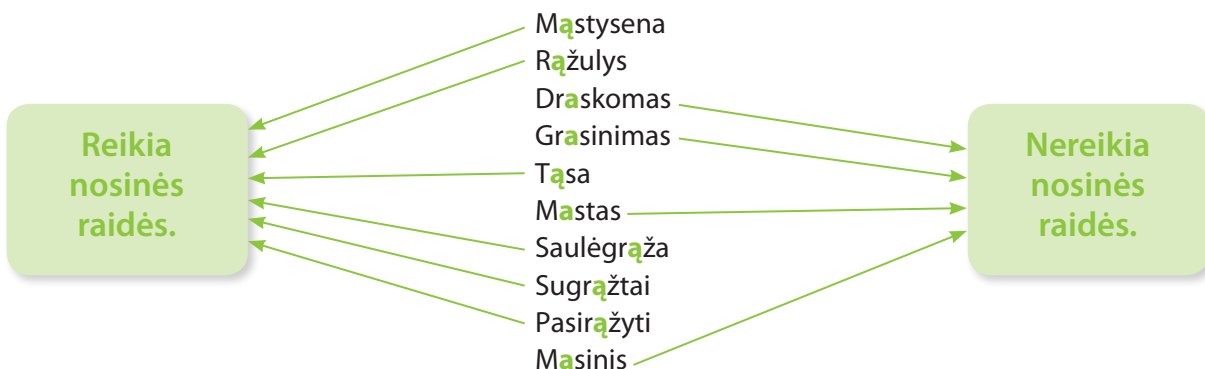 Mąstysena
Rąžulys
Draskomas
Grasinimas
Tąsa
Mastas
Saulėgrąža
Sugrąžtai
Pasirąžyti
Masinis
Reikia
nosinės
raidės.
Nereikia
nosinės
raidės.